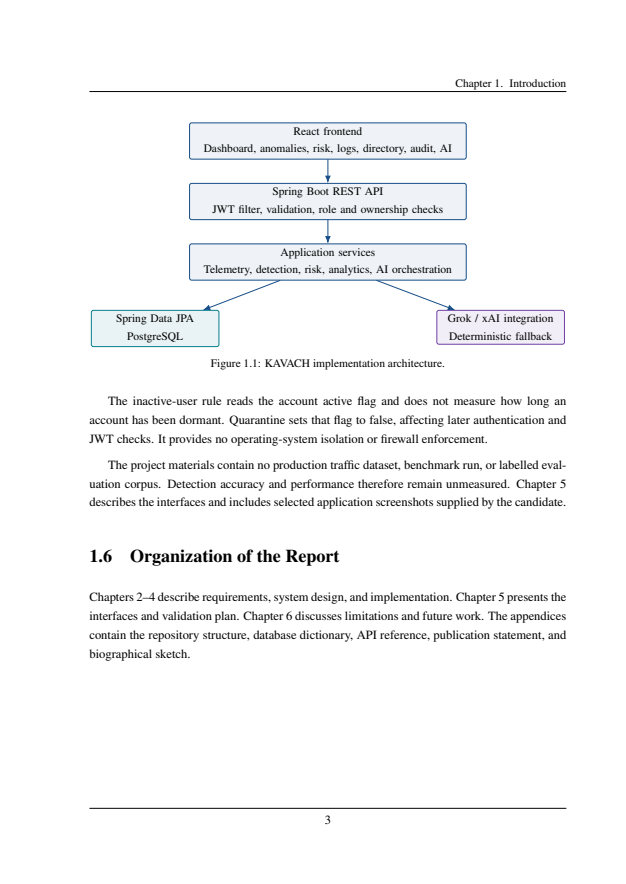 Chapter 1. Introduction
React frontend
Dashboard, anomalies, risk, logs, directory, audit, AI
Spring Boot REST API
JWT filter, validation, role and ownership checks
Application services
Telemetry, detection, risk, analytics, AI orchestration
Spring Data JPA
PostgreSQL
Grok / xAI integration
Deterministic fallback
Figure 1.1: KAVACH implementation architecture.
The inactive-user rule reads the account active flag and does not measure how long an
account has been dormant. Quarantine sets that flag to false, affecting later authentication and
JWT checks. It provides no operating-system isolation or firewall enforcement.
The project materials contain no production traffic dataset, benchmark run, or labelled eval-
uation corpus. Detection accuracy and performance therefore remain unmeasured. Chapter 5
describes the interfaces and includes selected application screenshots supplied by the candidate.
1.6 Organization of the Report
Chapters 2–4 describe requirements, system design, and implementation. Chapter 5 presents the
interfaces and validation plan. Chapter 6 discusses limitations and future work. The appendices
contain the repository structure, database dictionary, API reference, publication statement, and
biographical sketch.
3